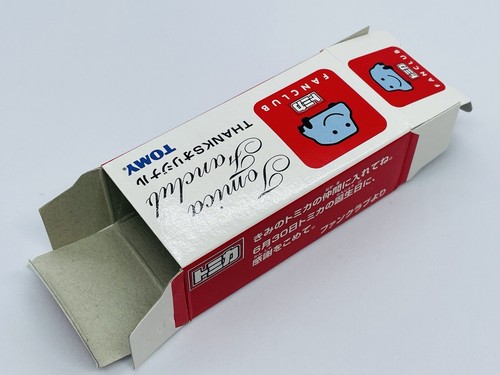 トミカ
FANCLUB
トミカ
FANCLUB
Tomica
Fanclub
THANKSオリジナル
TOMY.
トミカ
きみのトミカの仲間に入れてね。
6月30日トミカの誕生日に、
感謝をこめて。
ファンクラブより